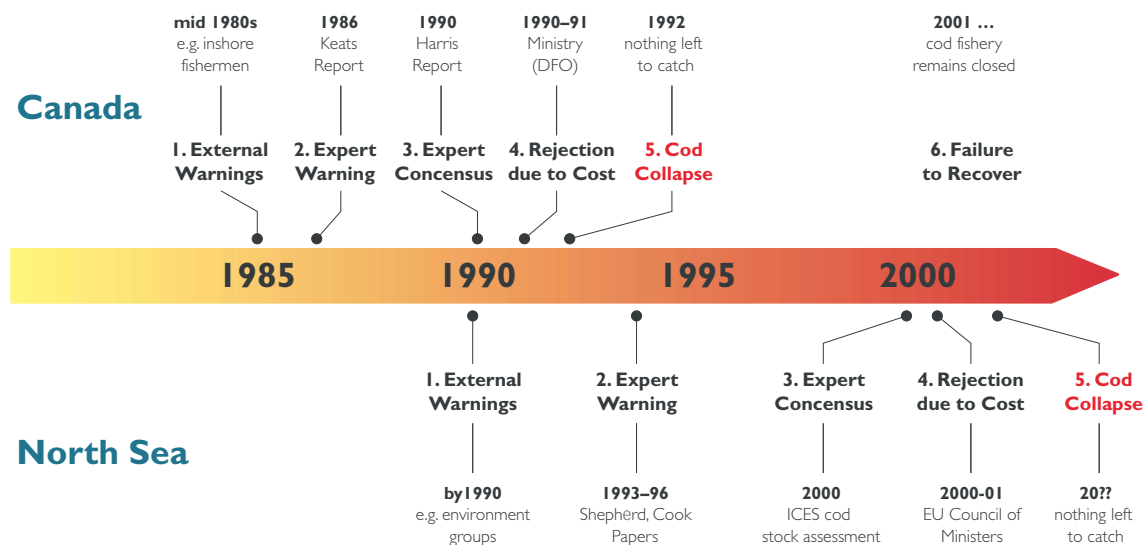 mid 1980s
e.g. inshore
fishermen
1986
Keats
Report
1990
Harris
Report
1990–91
Ministry
(DFO)
1992
nothing left
to catch
2001 ...
cod fishery
remains closed
Canada
1. External
Warnings
2. Expert
Warning
3. Expert
Concensus
4. Rejection
due to Cost
5. Cod
Collapse
6. Failure
to Recover
1985
1990
1995
2000
1. External
Warnings
2. Expert
Warning
3. Expert
Concensus
4. Rejection
due to Cost
5. Cod
Collapse
North Sea
by1990
e.g. environment
groups
1993–96
Shepherd, Cook
Papers
2000
ICES cod
stock assessment
2000-01
EU Council of
Ministers
20??
nothing left
to catch